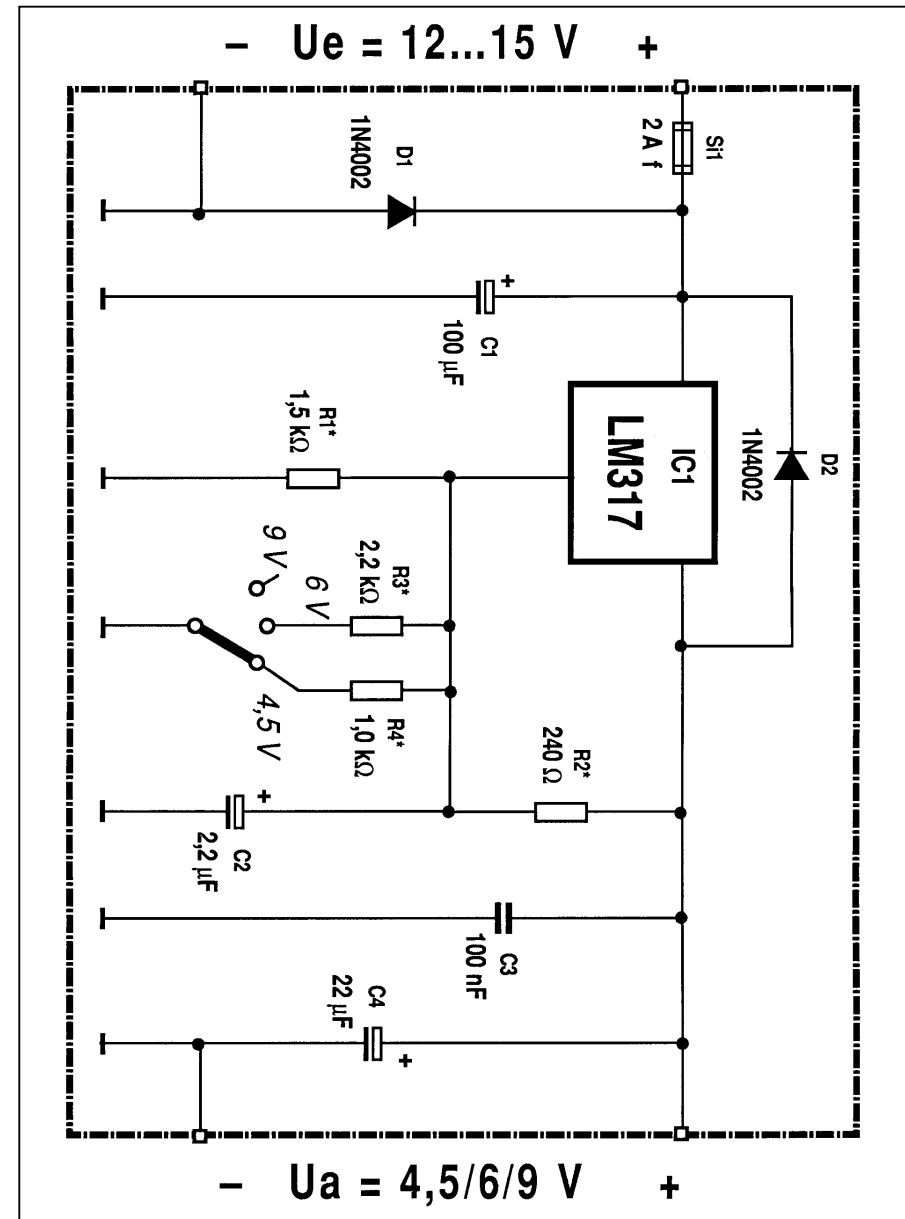 – Ue = 12...15 V +
Si1
2 A f
D1
1N4002
C1
100 µF
D2
1N4002
IC1
LM317
R1*
1,5 kΩ
9 V
6 V
4,5 V
R3*
2,2 kΩ
R4*
1,0 kΩ
R2*
240 Ω
+
+
C2
2,2 µF
C3
100 nF
C4
22 µF
+
– Ua = 4,5/6/9 V +